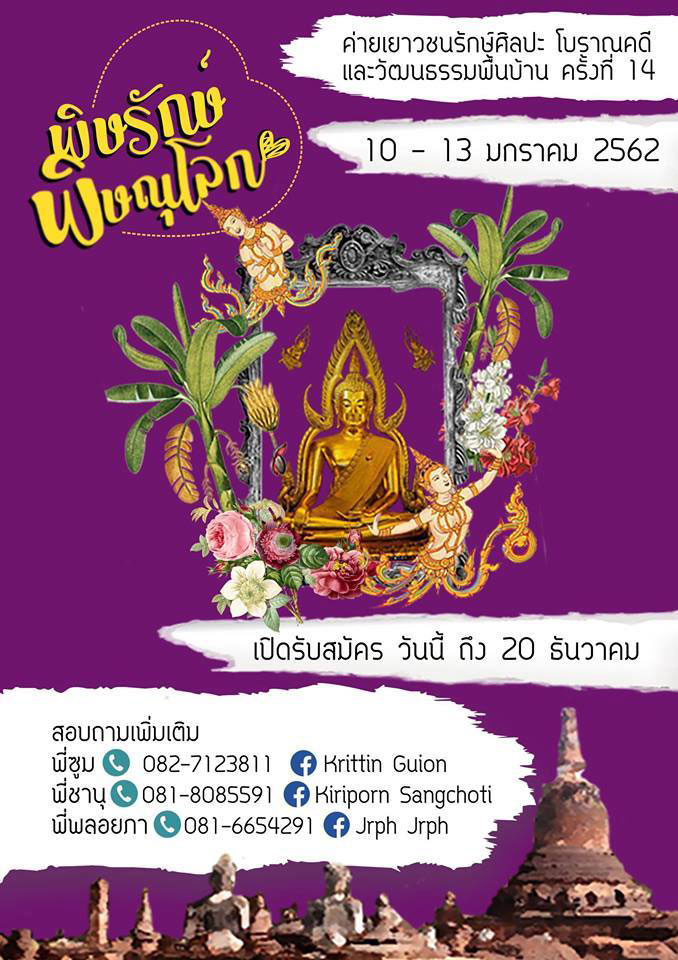 พิษรักษ์
พิษณุโลก
ค่ายเยาวชนรักษ์ศิลปะ โบราณคดี
และวัฒนธรรมพื้นบ้าน ครั้งที่ 14
10 - 13 มกราคม 2562
เปิดรับสมัคร วันนี้ ถึง 20 ธันวาคม
สอบถามเพิ่มเติม
พี่ซูม 082-7123811 Krittin Guion
พี่ชานุ 081-8085591 Kiriporn Sangchoti
พี่พลอยภา 081-6654291 Jrph Jrph